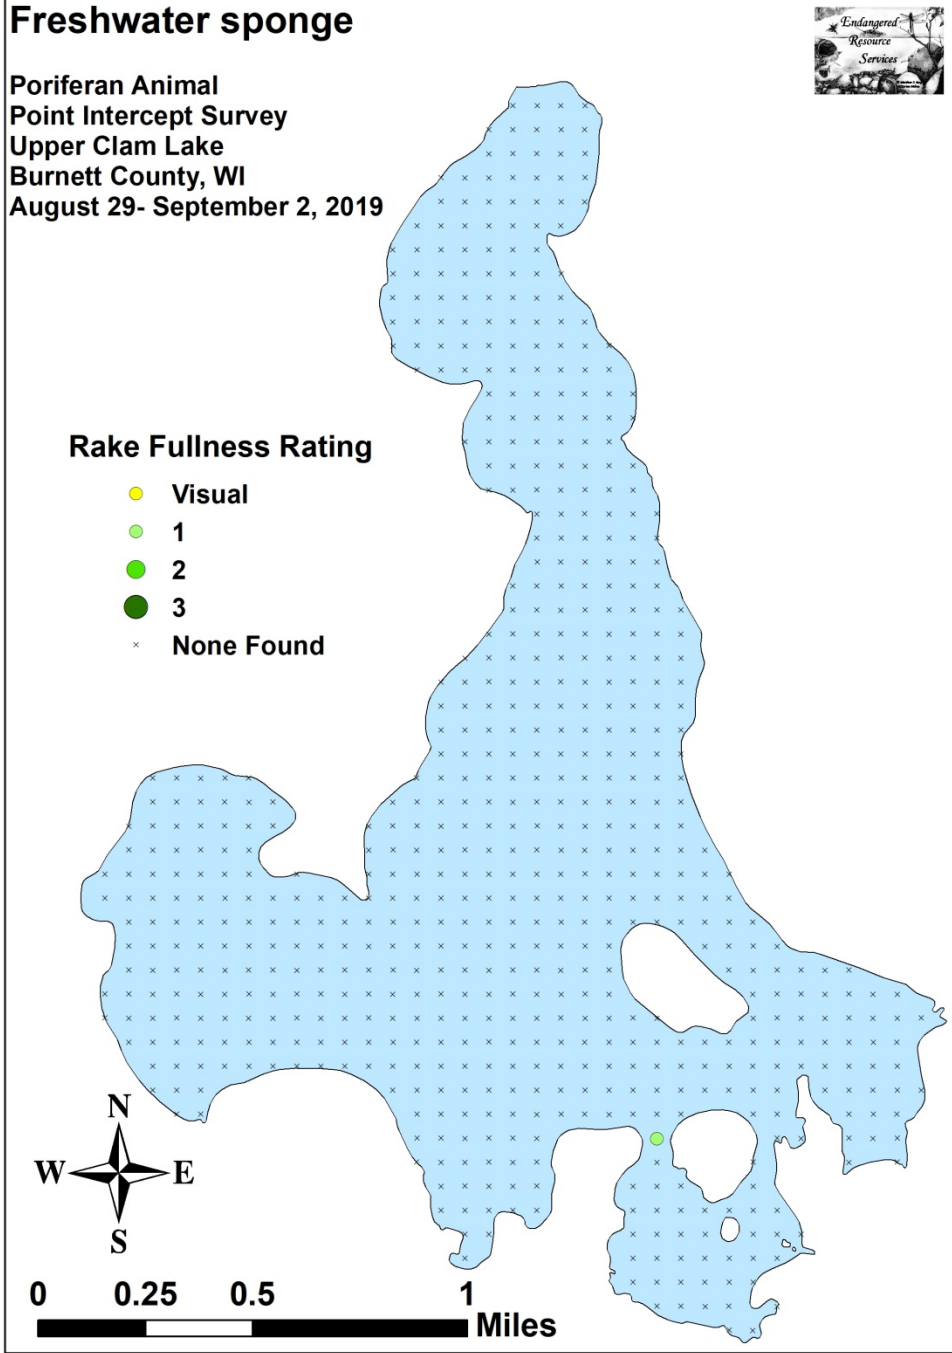 Freshwater sponge
Poriferan Animal
Point Intercept Survey
Upper Clam Lake
Burnett County, WI
August 29- September 2, 2019
Endangered
Resource
Services
Rake Fullness Rating
Visual
1
2
3
None Found
N
W E
S
0 0.25 0.5 1
Miles